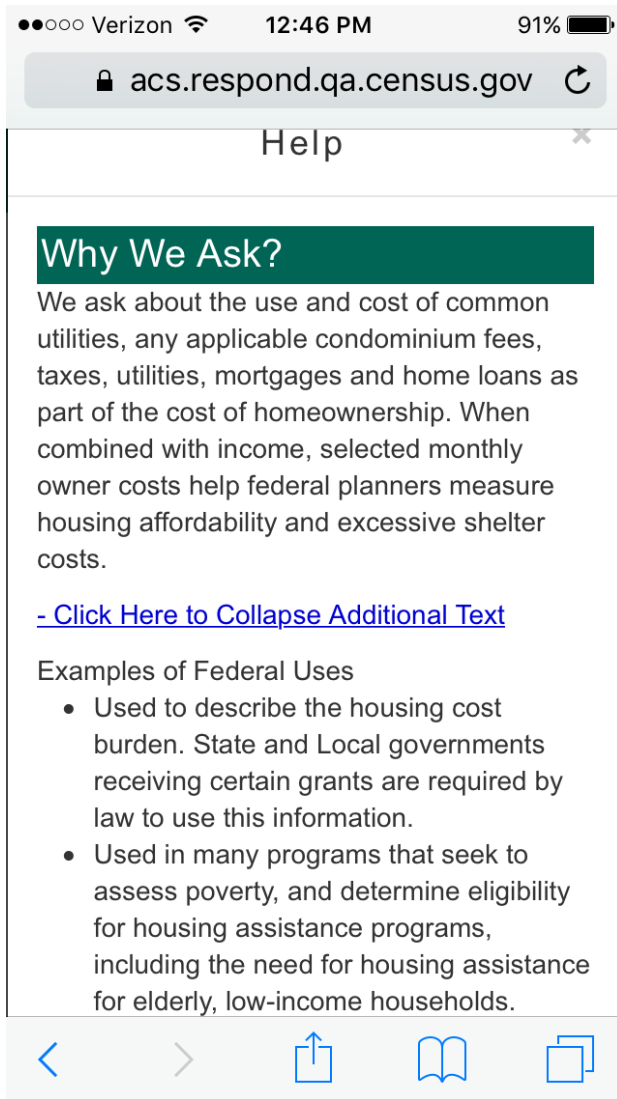 Verizon 12:46 PM 91%
acs.respond.qa.census.gov
Help ×
Why We Ask?
We ask about the use and cost of common
utilities, any applicable condominium fees,
taxes, utilities, mortgages and home loans as
part of the cost of homeownership. When
combined with income, selected monthly
owner costs help federal planners measure
housing affordability and excessive shelter
costs.
- Click Here to Collapse Additional Text
Examples of Federal Uses
• Used to describe the housing cost
burden. State and Local governments
receiving certain grants are required by
law to use this information.
• Used in many programs that seek to
assess poverty, and determine eligibility
for housing assistance programs,
including the need for housing assistance
for elderly, low-income households.